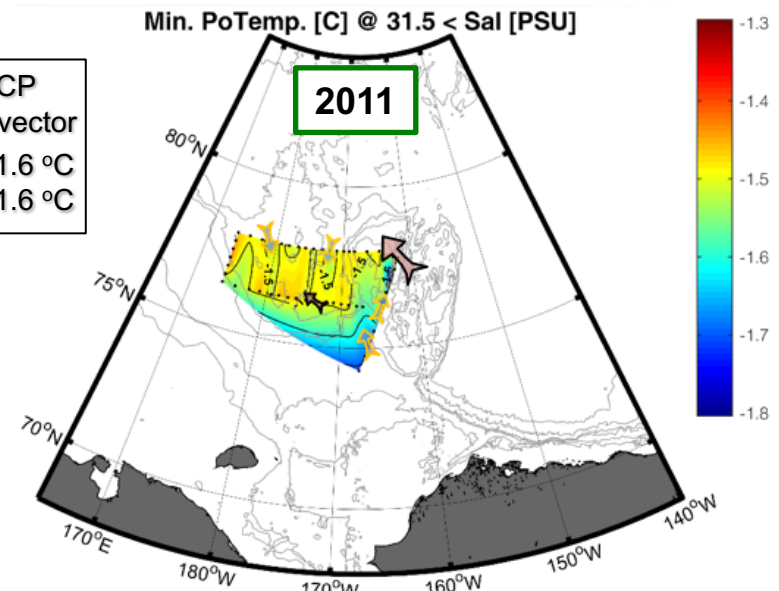 Min. PoTemp. [C] @ 31.5 < Sal [PSU]
CP
vector
1.6 °C
1.6 °C
2011
80°N
75°N
70°N
170°E
180°W
170°W
160°W
150°W
140°W
-1.5
-1.5
-1.5
-1.3
-1.4
-1.5
-1.6
-1.7
-1.8